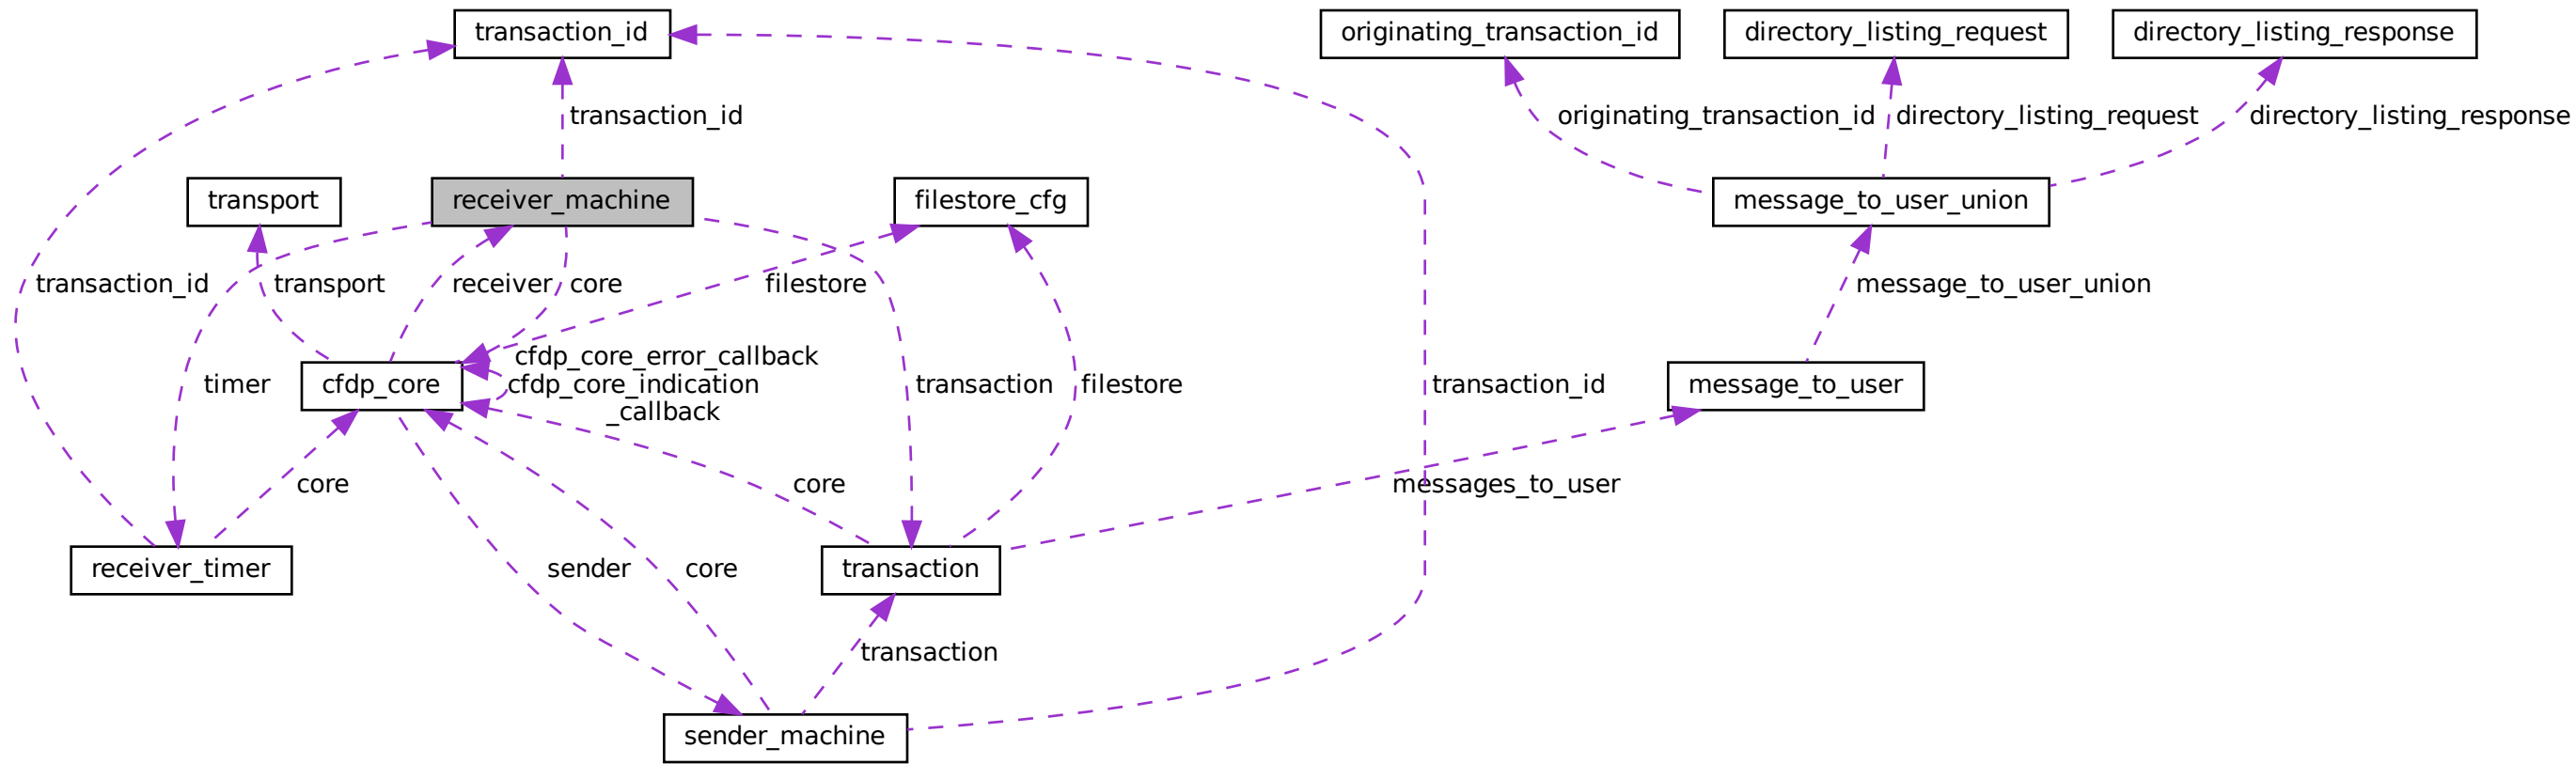 transaction_id
originating_transaction_id
directory_listing_request
directory_listing_response
transaction_id
originating_transaction_id
directory_listing_request
directory_listing_response
transport
receiver_machine
filestore_cfg
message_to_user_union
transaction_id
transport
receiver
core
filestore
message_to_user_union
timer
cfdp_core
cfdp_core_error_callback
cfdp_core_indication
_callback
transaction
filestore
transaction_id
message_to_user
core
core
messages_to_user
receiver_timer
sender
core
transaction
transaction
sender_machine